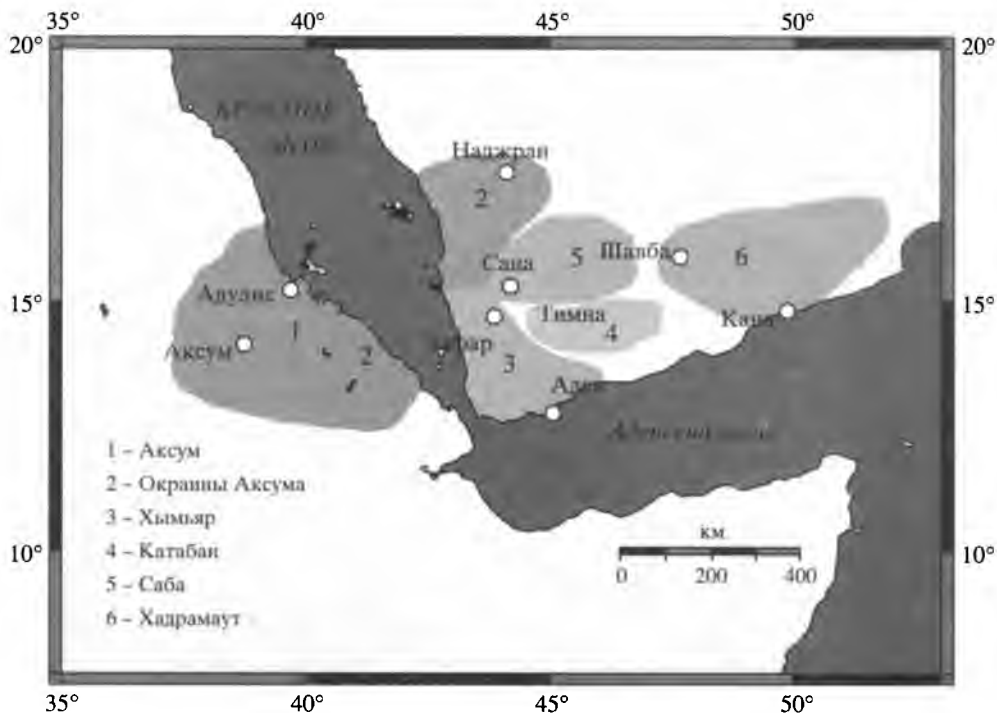 35° 40° 45° 50°
20° 20°
Наджран
2
Сана
5
Шавба
6
15° 15°
Адулис
Тимна
4
Кана
1
Аксум
2
3
Аден
1 – Аксум
2 – Окраины Аксума
3 – Хымьяр
4 – Катабан
5 – Саба
6 – Хадрамаут
км
0 200 400
10° 10°
35° 40° 45° 50°